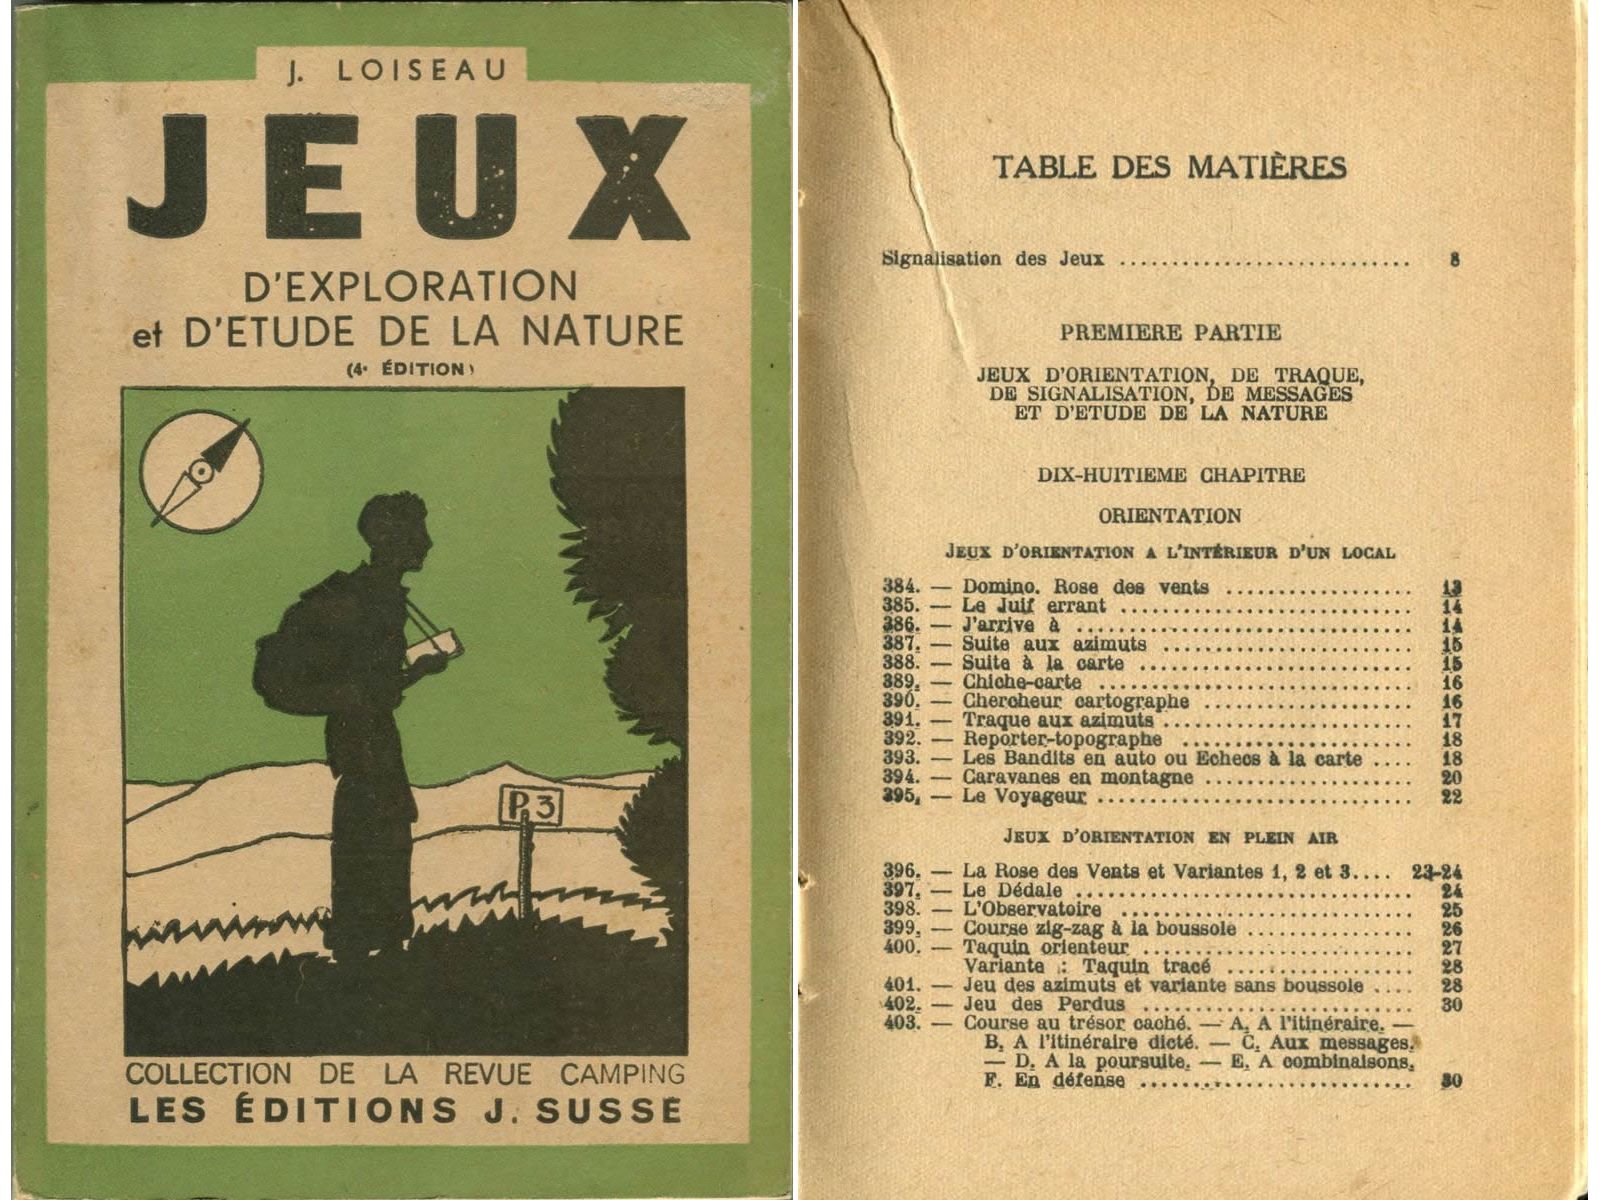 J. LOISEAU
JEUX
D'EXPLORATION
et D'ETUDE DE LA NATURE
(4e ÉDITION)
P.3
COLLECTION DE LA REVUE CAMPING
LES ÉDITIONS J. SUSSE
TABLE DES MATIÈRES
Signalisation des Jeux ............................ 8
PREMIERE PARTIE
JEUX D'ORIENTATION, DE TRAQUE,
DE SIGNALISATION, DE MESSAGES
ET D'ETUDE DE LA NATURE
DIX-HUITIEME CHAPITRE
ORIENTATION
JEUX D'ORIENTATION A L'INTÉRIEUR D'UN LOCAL
384. — Domino. Rose des vents .................. 13
385. — Le Juif errant ............................ 14
386. — J'arrive à ................................ 14
387. — Suite aux azimuts ........................ 15
388. — Suite à la carte .......................... 15
389. — Chiche-carte .............................. 16
390. — Chercheur cartographe .................... 16
391. — Traque aux azimuts ........................ 17
392. — Reporter-topographe ...................... 18
393. — Les Bandits en auto ou Echecs à la carte .... 18
394. — Caravanes en montagne .................... 20
395. — Le Voyageur .............................. 22
JEUX D'ORIENTATION EN PLEIN AIR
396. — La Rose des Vents et Variantes 1, 2 et 3.... 23-24
397. — Le Dédale ................................ 24
398. — L'Observatoire ............................ 25
399. — Course zig-zag à la boussole ................ 26
400. — Taquin orienteur .......................... 27
Variante : Taquin tracé .................. 28
401. — Jeu des azimuts et variante sans boussole .... 28
402. — Jeu des Perdus .......................... 30
403. — Course au trésor caché. — A. A l'itinéraire. —
B. A l'itinéraire dicté. — C. Aux messages.
— D. A la poursuite. — E. A combinaisons.
F. En défense .......................... 30